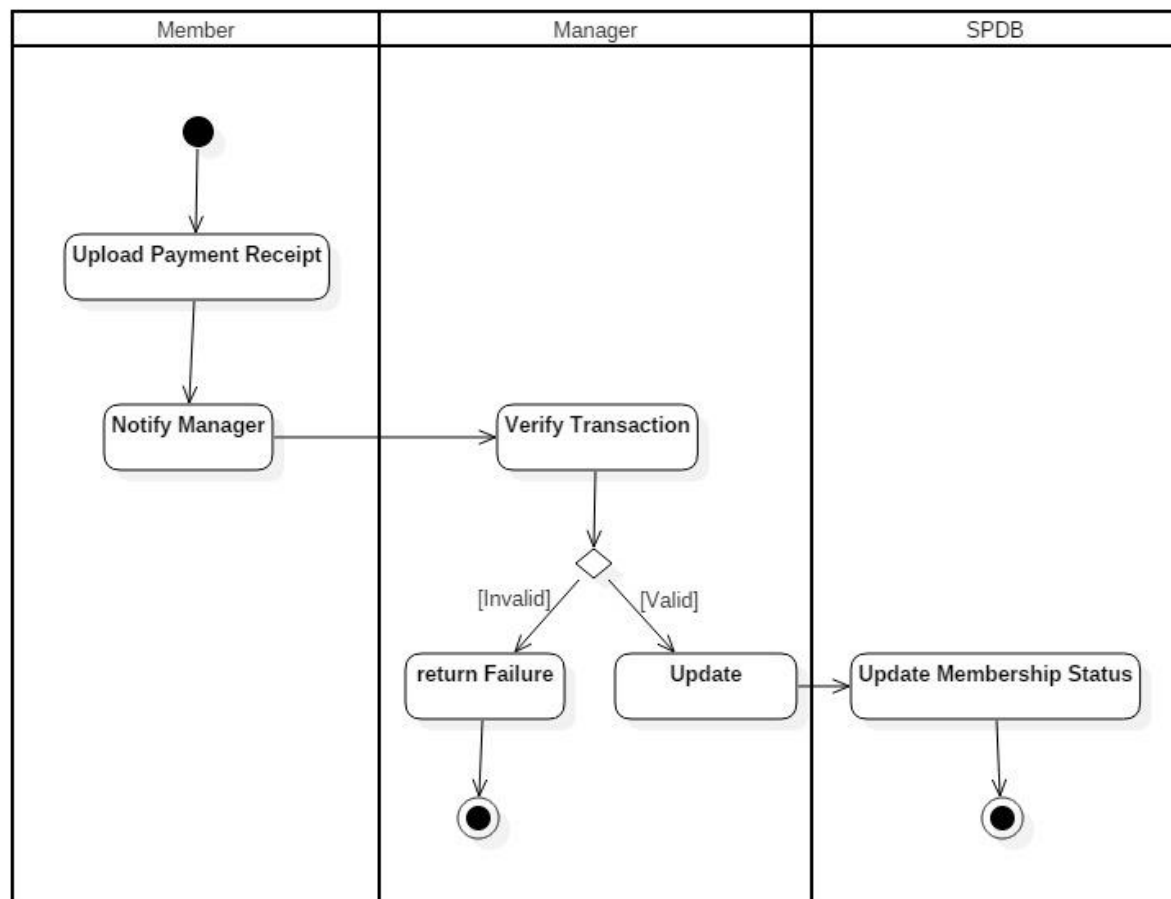 Member
Manager
SPDB
Upload Payment Receipt
Notify Manager
Verify Transaction
[Invalid]
[Valid]
return Failure
Update
Update Membership Status